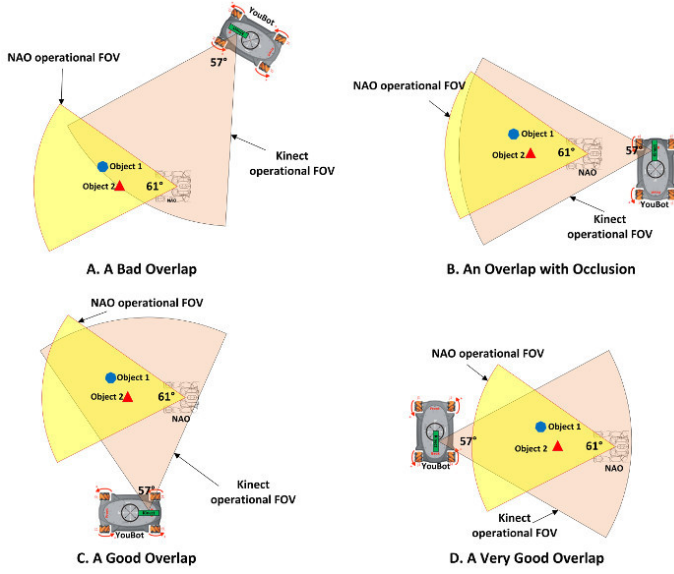 YouBot
57°
NAO operational FOV
Object 1
Object 2
61°
NAO
Kinect
operational FOV
A. A Bad Overlap
NAO operational FOV
Object 1
Object 2
61°
57°
NAO
YouBot
Kinect
operational FOV
B. An Overlap with Occlusion
NAO operational FOV
Object 1
Object 2
61°
NAO
Kinect
operational FOV
57°
Kinect
YouBot
C. A Good Overlap
NAO operational FOV
Object 1
57°
Object 2
61°
NAO
YouBot
Kinect
operational FOV
D. A Very Good Overlap